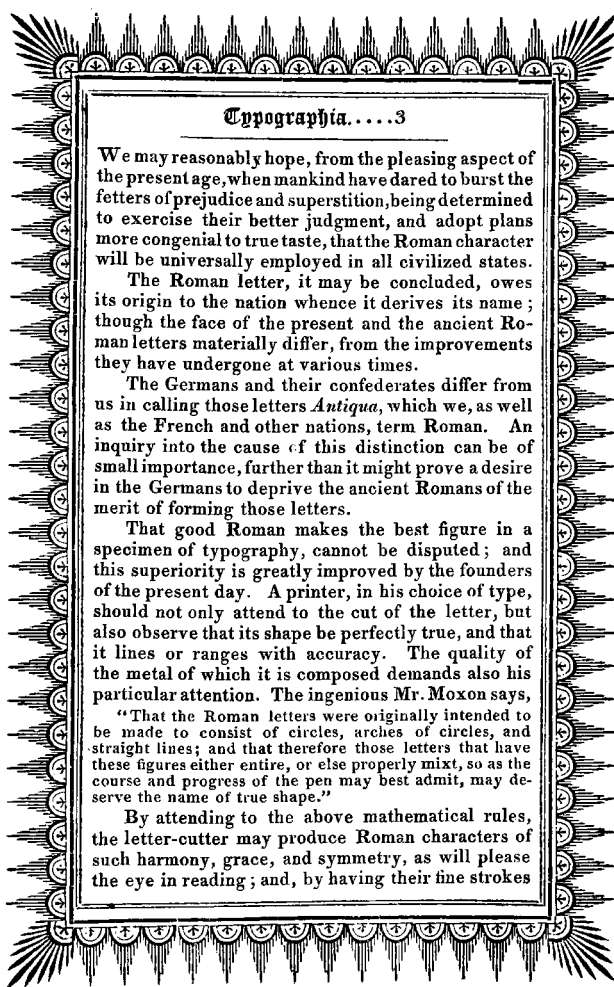 Typographia.....3
We may reasonably hope, from the pleasing aspect of
the present age, when mankind have dared to burst the
fetters of prejudice and superstition, being determined
to exercise their better judgment, and adopt plans
more congenial to true taste, that the Roman character
will be universally employed in all civilized states.
The Roman letter, it may be concluded, owes
its origin to the nation whence it derives its name ;
though the face of the present and the ancient Ro-
man letters materially differ, from the improvements
they have undergone at various times.
The Germans and their confederates differ from
us in calling those letters Antiqua, which we, as well
as the French and other nations, term Roman. An
inquiry into the cause of this distinction can be of
small importance, further than it might prove a desire
in the Germans to deprive the ancient Romans of the
merit of forming those letters.
That good Roman makes the best figure in a
specimen of typography, cannot be disputed ; and
this superiority is greatly improved by the founders
of the present day. A printer, in his choice of type,
should not only attend to the cut of the letter, but
also observe that its shape be perfectly true, and that
it lines or ranges with accuracy. The quality of
the metal of which it is composed demands also his
particular attention. The ingenious Mr. Moxon says,
"That the Roman letters were originally intended to
be made to consist of circles, arches of circles, and
straight lines; and that therefore those letters that have
these figures either entire, or else properly mixt, so as the
course and progress of the pen may best admit, may de-
serve the name of true shape."
By attending to the above mathematical rules,
the letter-cutter may produce Roman characters of
such harmony, grace, and symmetry, as will please
the eye in reading ; and, by having their fine strokes